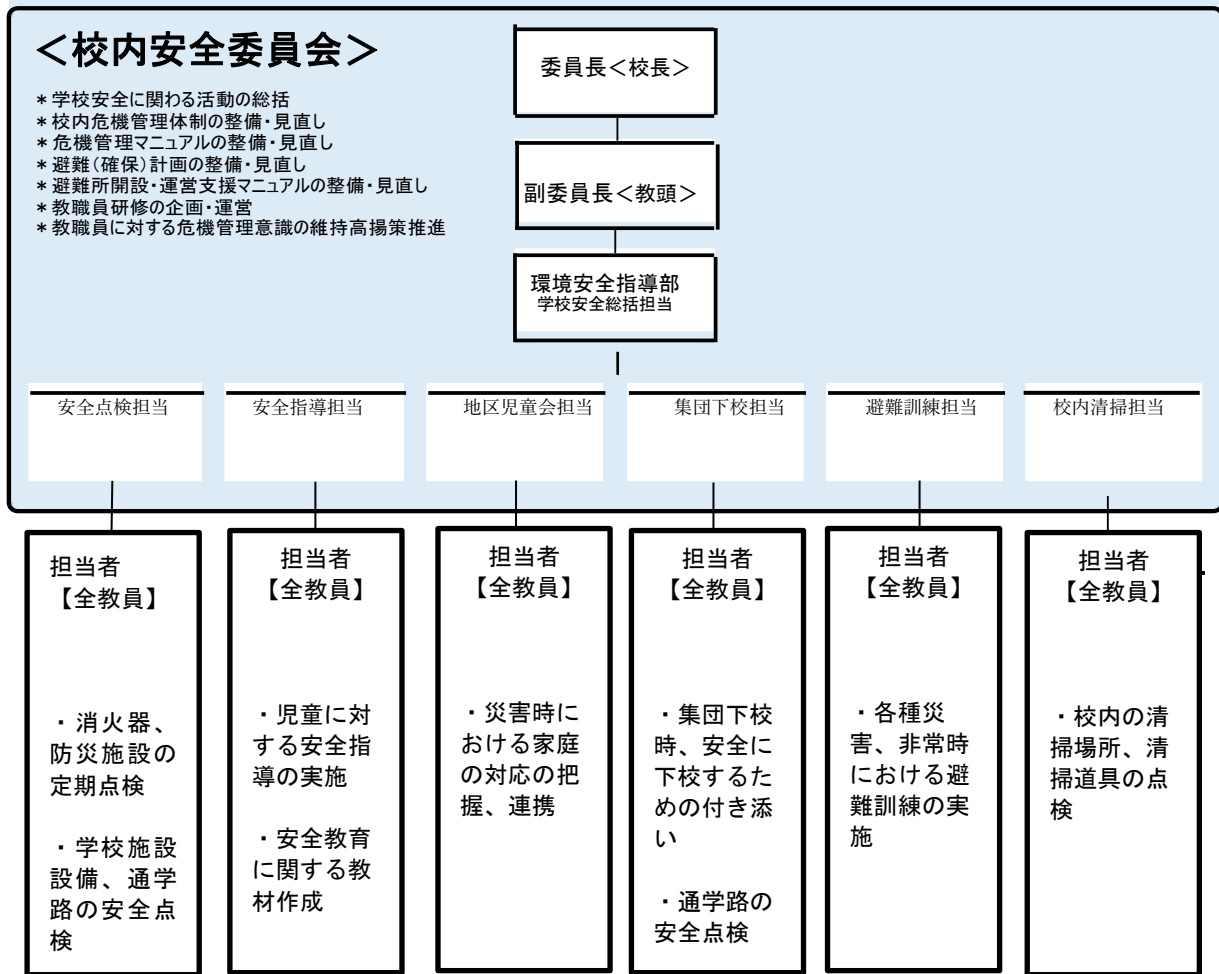 ＜校内安全委員会＞
＊学校安全に関わる活動の総括
＊校内危機管理体制の整備・見直し
＊危機管理マニュアルの整備・見直し
＊避難（確保）計画の整備・見直し
＊避難所開設・運営支援マニュアルの整備・見直し
＊教職員研修の企画・運営
＊教職員に対する危機管理意識の維持高揚策推進
委員長＜校長＞
副委員長＜教頭＞
環境安全指導部
学校安全総括担当
安全点検担当
安全指導担当
地区児童会担当
集団下校担当
避難訓練担当
校内清掃担当
担当者
【全教員】
・消火器、
防災施設の
定期点検
・学校施設
設備、通学
路の安全点
検
担当者
【全教員】
・児童に対
する安全指
導の実施
・安全教育
に関する教
材作成
担当者
【全教員】
・災害時に
おける家庭
の対応の把
握、連携
担当者
【全教員】
・集団下校
時、安全に
下校するた
めの付き添
い
・通学路の
安全点検
担当者
【全教員】
・各種災
害、非常時
における避
難訓練の実
施
担当者
【全教員】
・校内の清
掃場所、清
掃道具の点
検